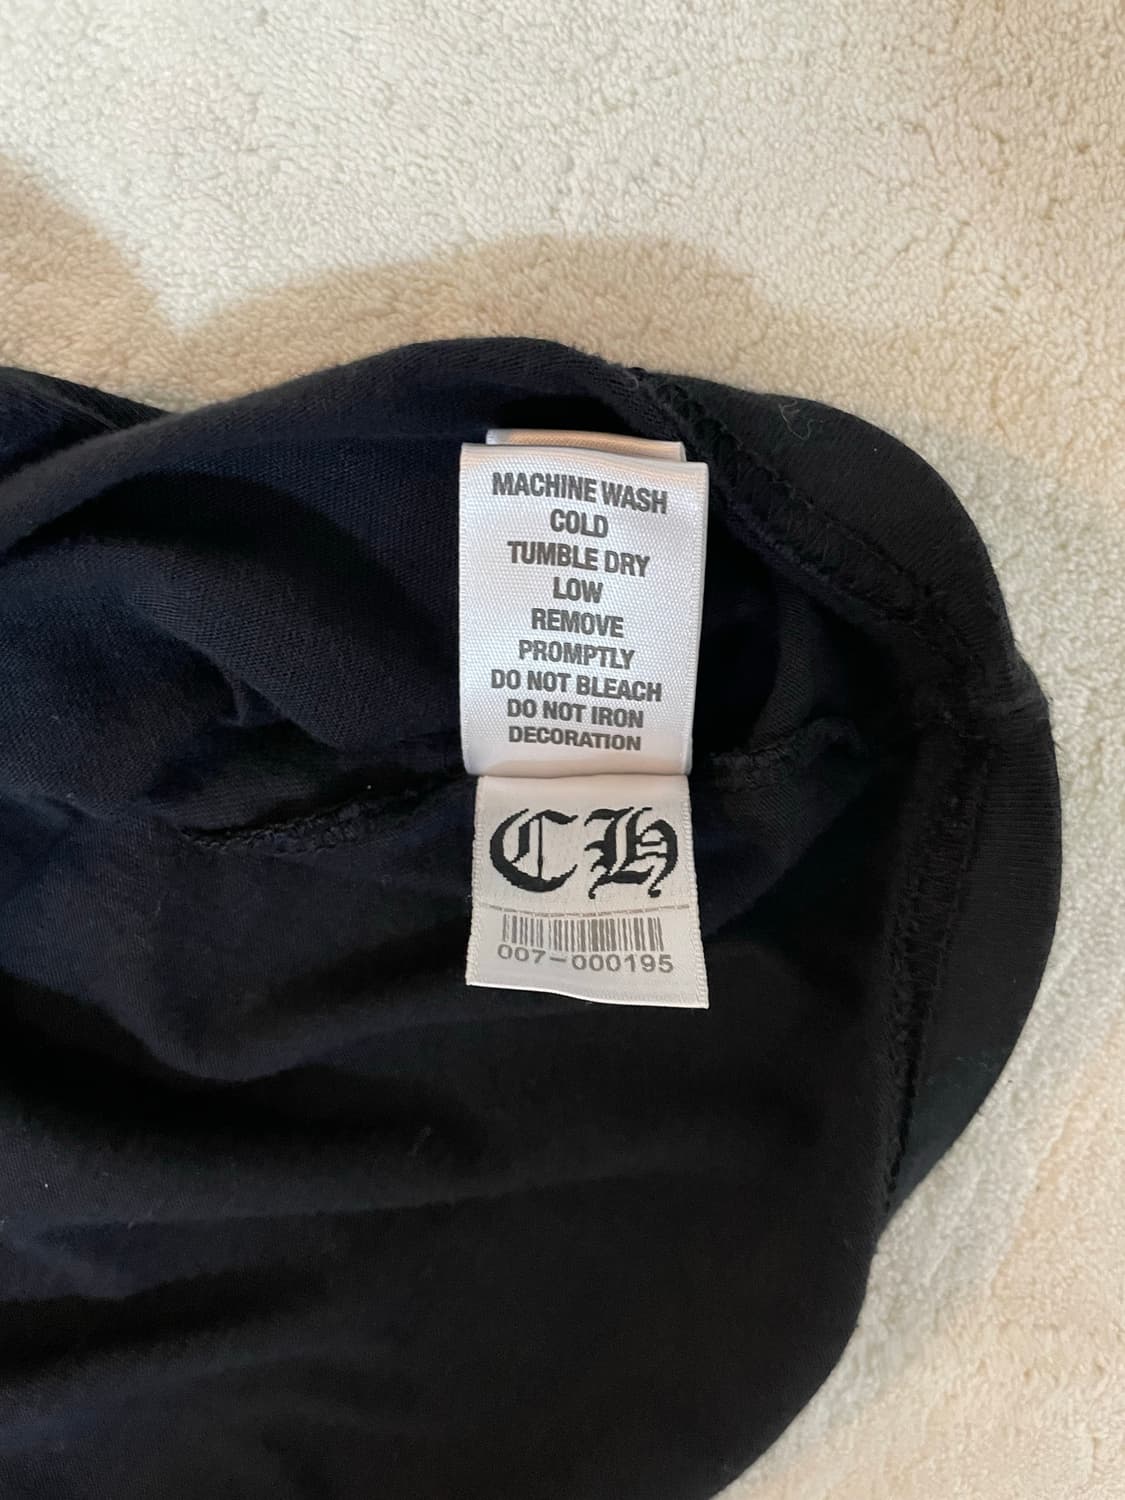 MACHINE WASH
COLD
TUMBLE DRY
LOW
REMOVE
PROMPTLY
DO NOT BLEACH
DO NOT IRON
DECORATION
CH
007-000195